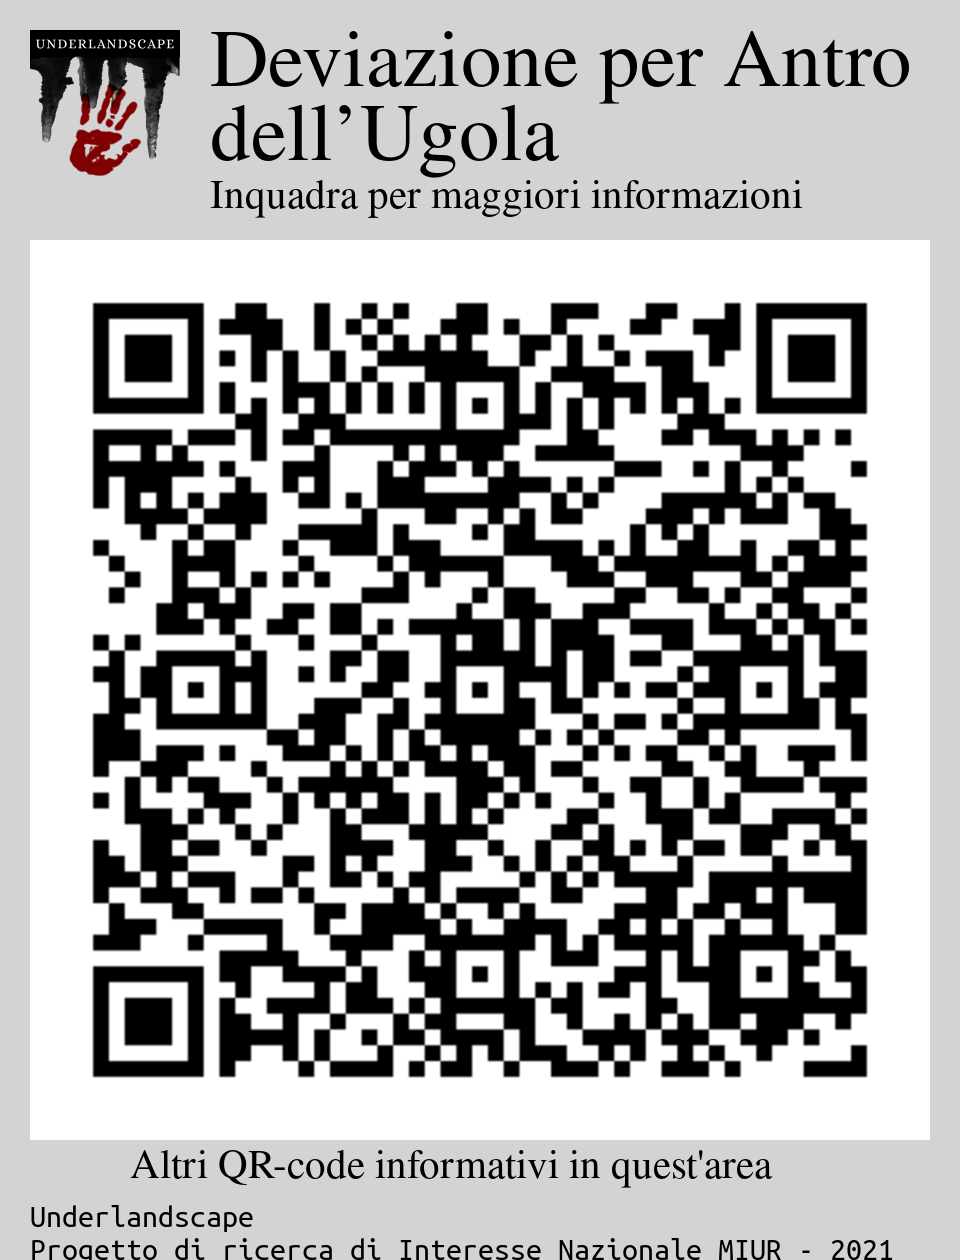 UNDERLANDSCAPE
Deviazione per Antro
dell’Ugola
Inquadra per maggiori informazioni
Altri QR-code informativi in quest'area
Underlandscape
Progetto di ricerca di Interesse Nazionale MIUR - 2021